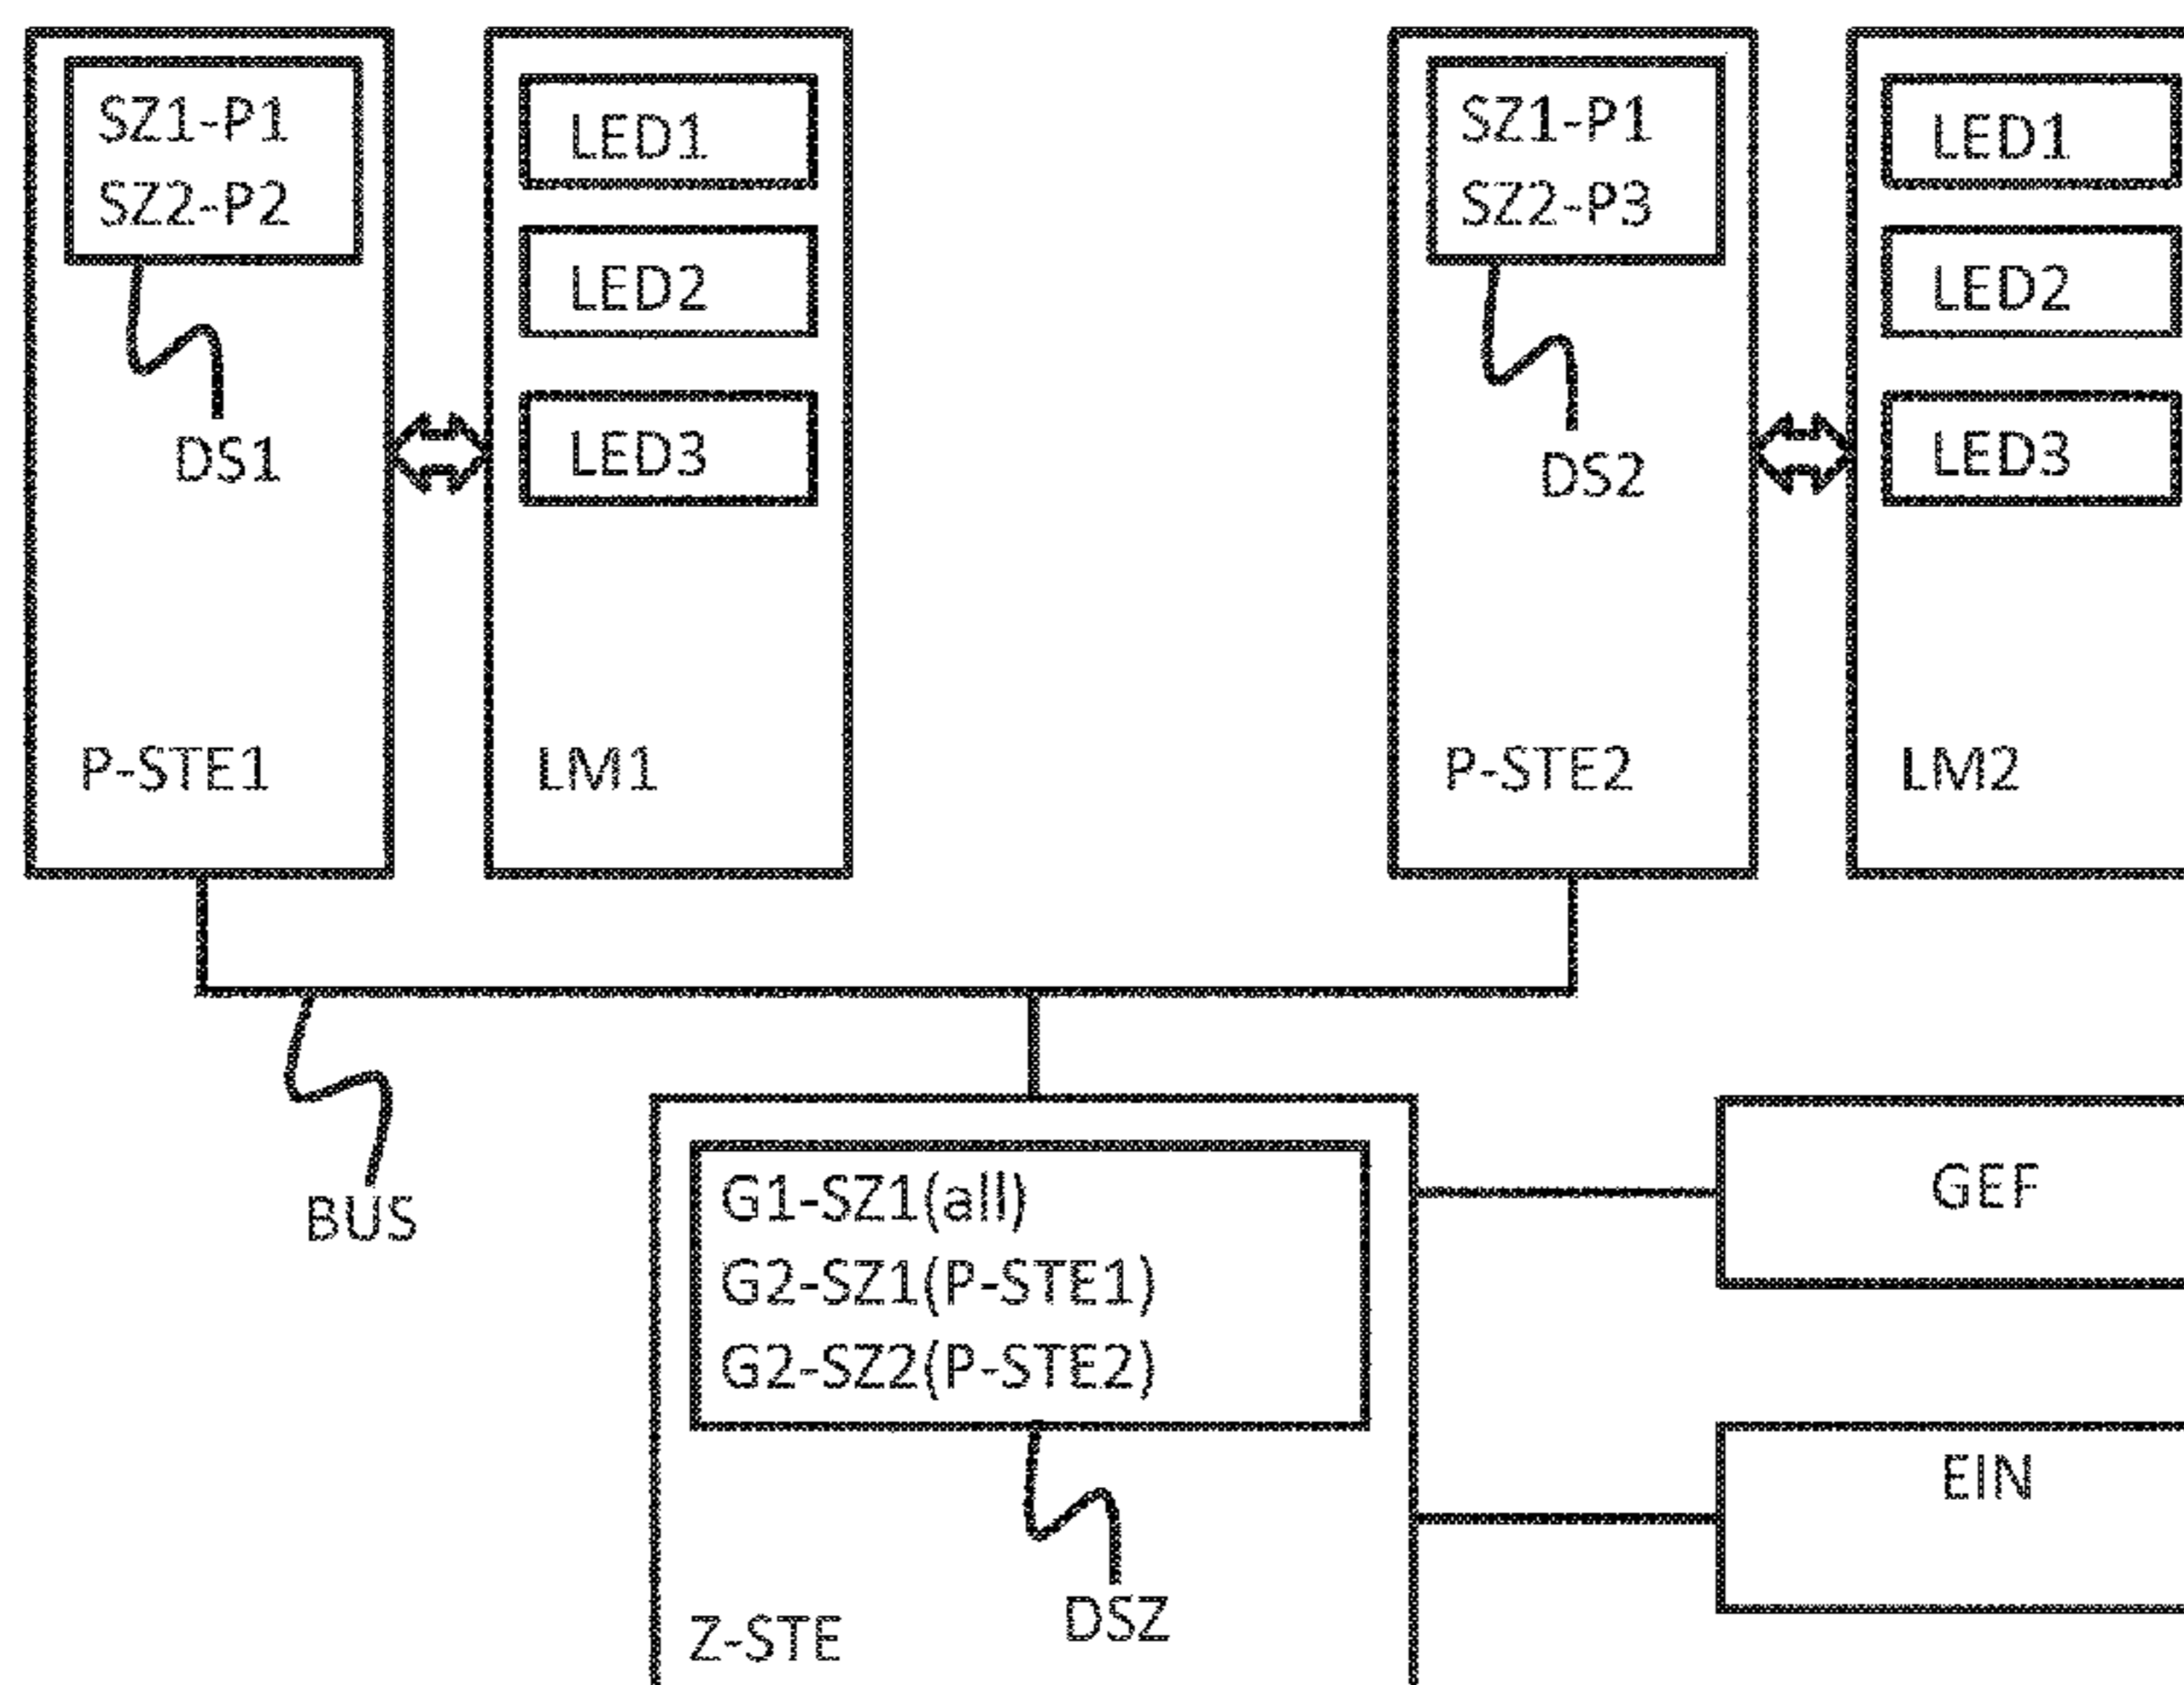 SZ1-P1
SZ2-P2
DS1
P-STE1
LED1
LED2
LED3
LM1
SZ1-P1
SZ2-P3
DS2
P-STE2
LED1
LED2
LED3
LM2
BUS
G1-SZ1(all)
G2-SZ1(P-STE1)
G2-SZ2(P-STE2)
DSZ
Z-STE
GEF
EIN